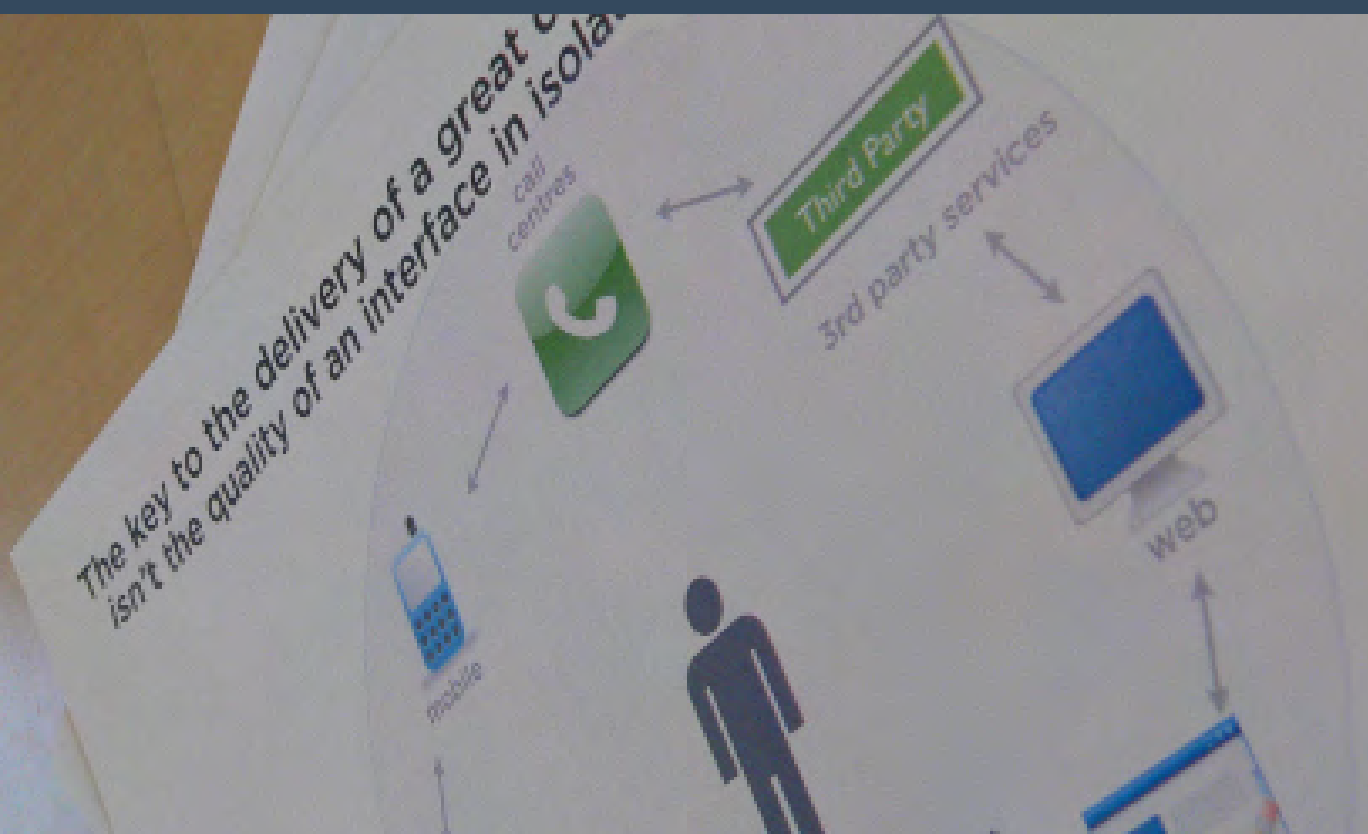 The key to the delivery of a great
isn't the quality of an interface in
call
centres
Third Party
3rd party services
web
mobile